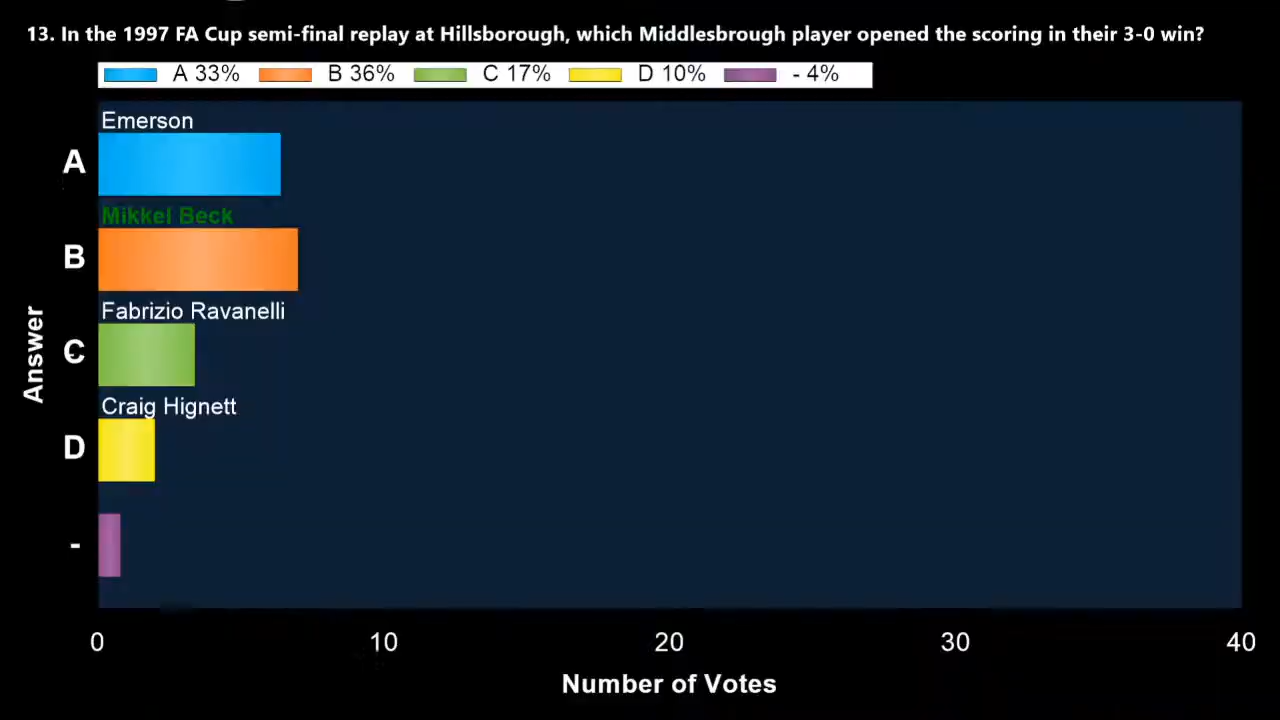 13. In the 1997 FA Cup semi-final replay at Hillsborough, which Middlesbrough player opened the scoring in their 3-0 win?
A 33% B 36% C 17% D 10% - 4%
Emerson
A
Mikkel Beck
B
Fabrizio Ravanelli
C
Craig Hignett
D
-
Answer
0 10 20 30 40
Number of Votes